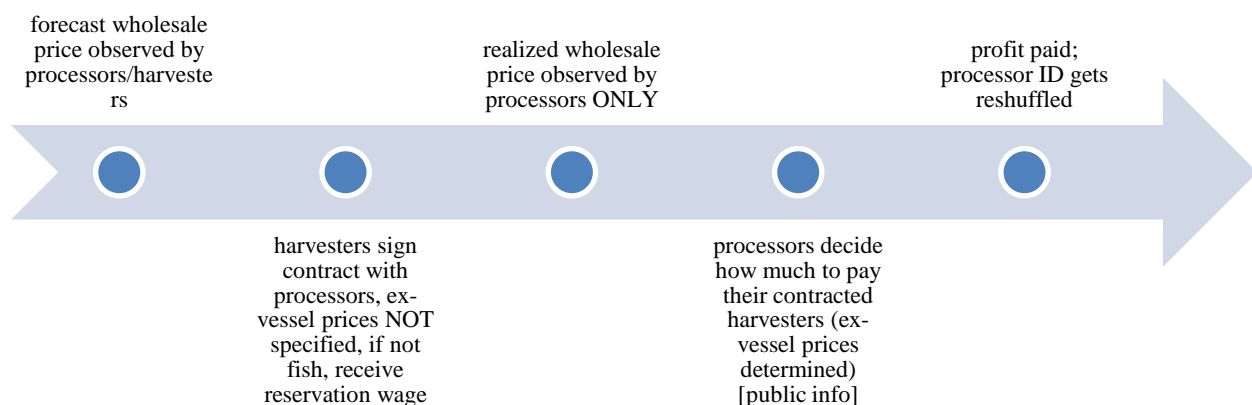 forecast wholesale
price observed by
processors/harveste
rs
harvesters sign
contract with
processors, ex-
vessel prices NOT
specified, if not
fish, receive
reservation wage
realized wholesale
price observed by
processors ONLY
processors decide
how much to pay
their contracted
harvesters (ex-
vessel prices
determined)
[public info]
profit paid;
processor ID gets
reshuffled